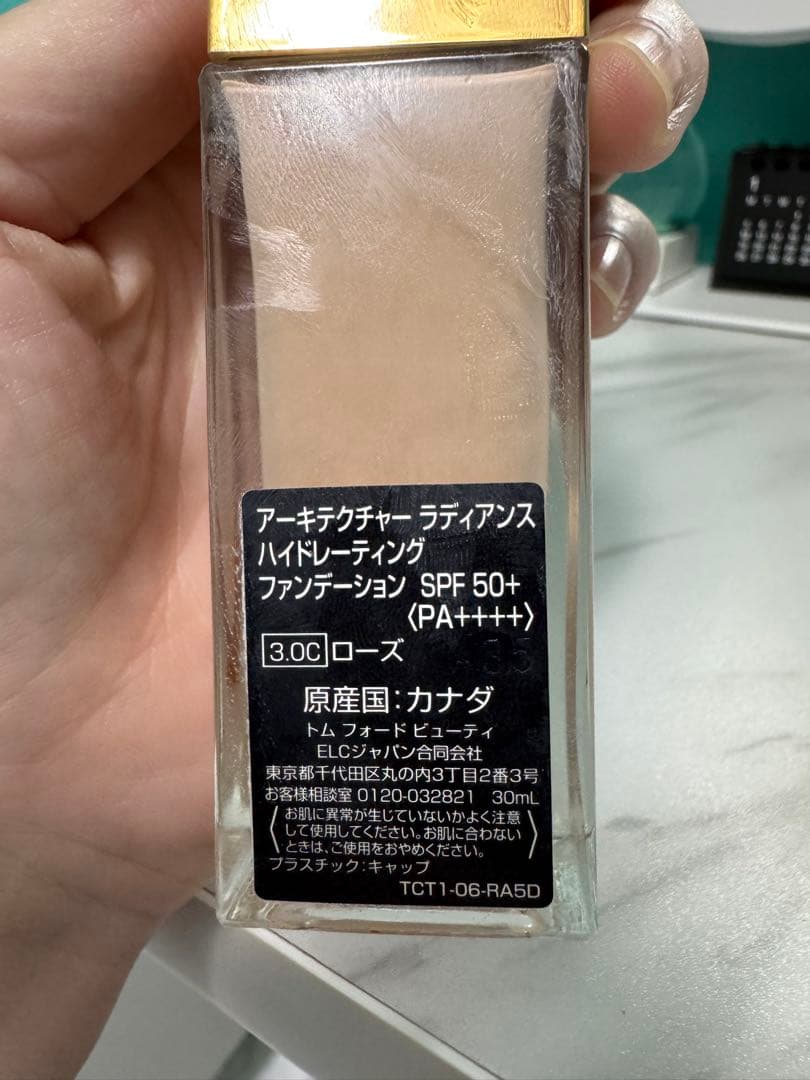 アーキテクチャー ラディアンス
ハイドレーティング
ファンデーション SPF 50+
〈PA++++〉
3.0C ローズ
原産国：カナダ
トム フォード ビューティ
ELCジャパン合同会社
東京都千代田区丸の内3丁目2番3号
お客様相談室 0120-032821 30mL
お肌に異常が生じていないかよく注意
して使用してください。お肌に合わない
ときは、ご使用をおやめください。
プラスチック：キャップ
TCT1-06-RA5D